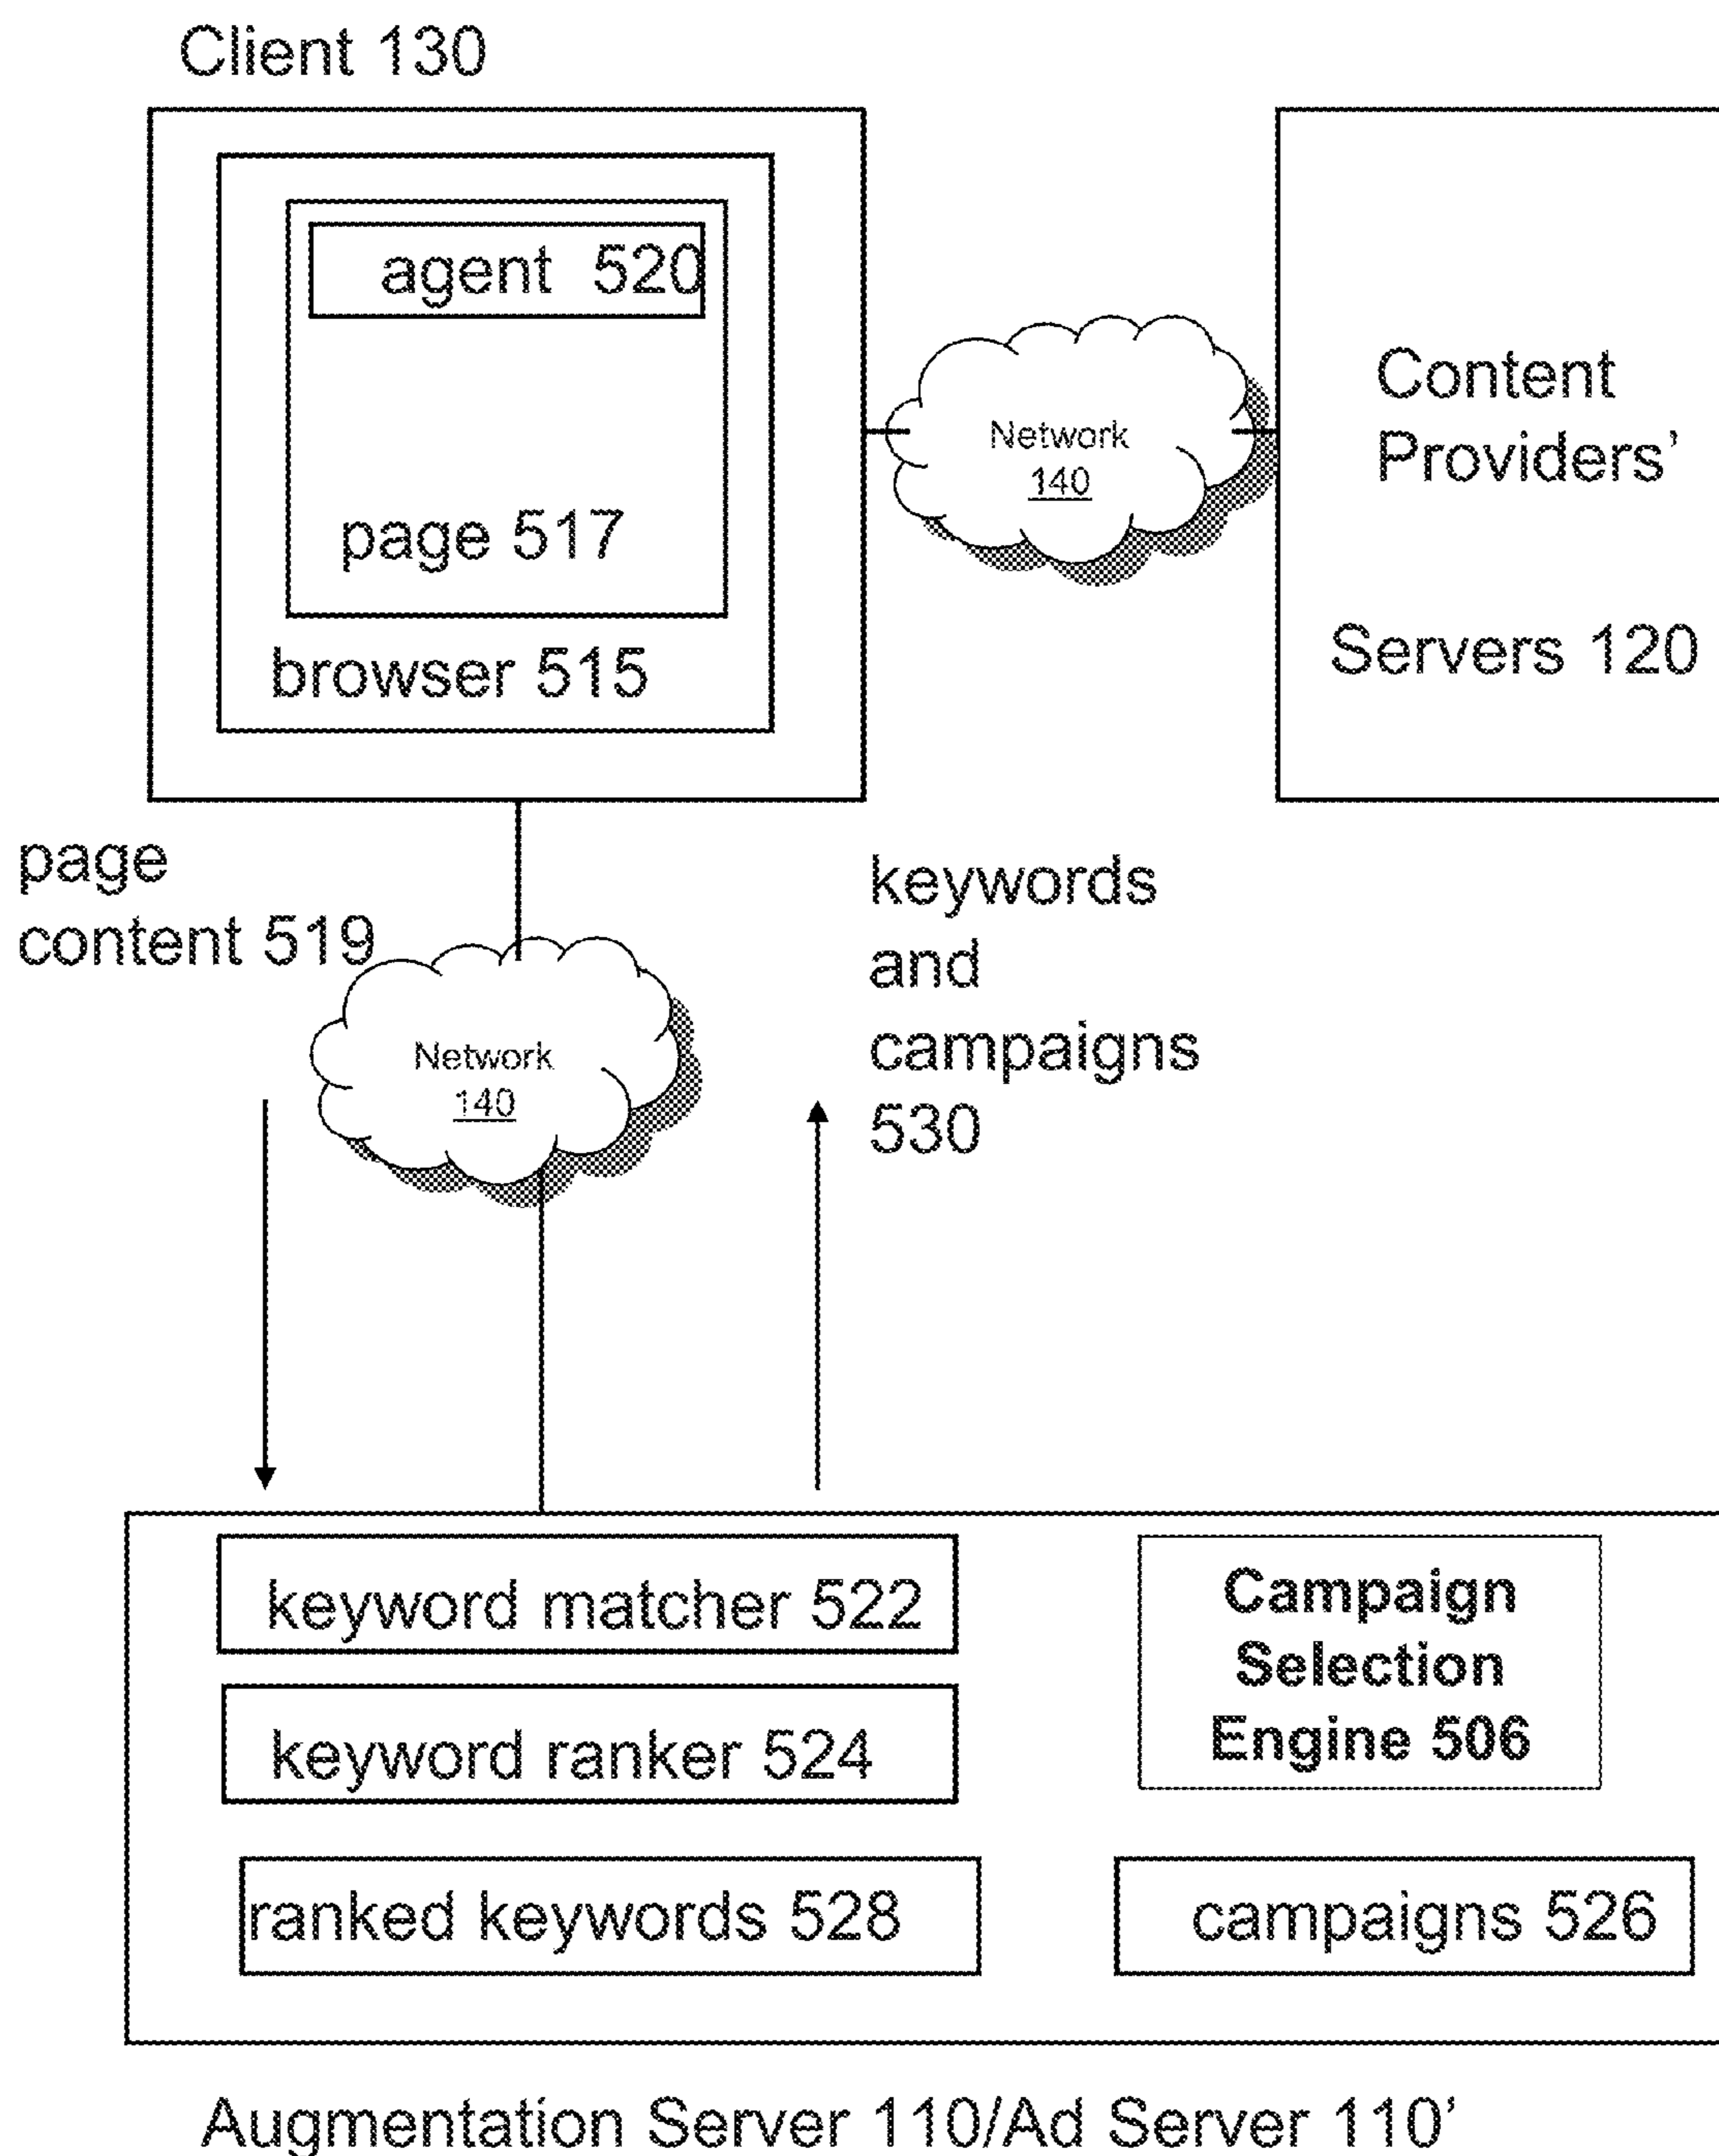 Client 130
agent 520
page 517
browser 515
Network
140
Content
Providers’
Servers 120
page
content 519
keywords
and
campaigns
530
Network
140
keyword matcher 522
keyword ranker 524
ranked keywords 528
Campaign
Selection
Engine 506
campaigns 526
Augmentation Server 110/Ad Server 110’